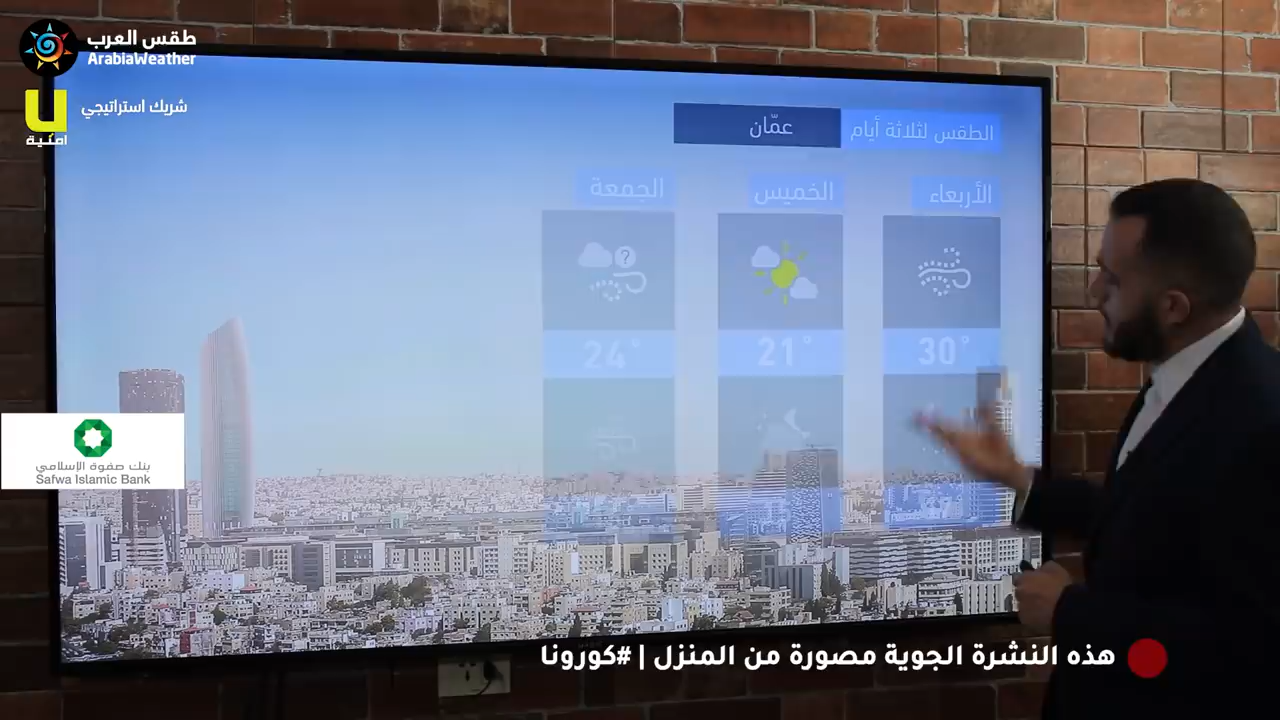 طقس العرب
ArabiaWeather
شريك استراتيجي
امنية
الطقس لثلاثة أيام
عمّان
الأربعاء
الخميس
الجمعة
30°
21°
24°
بنك صفوة الإسلامي
Safwa Islamic Bank
هذه النشرة الجوية مصورة من المنزل | #كورونا